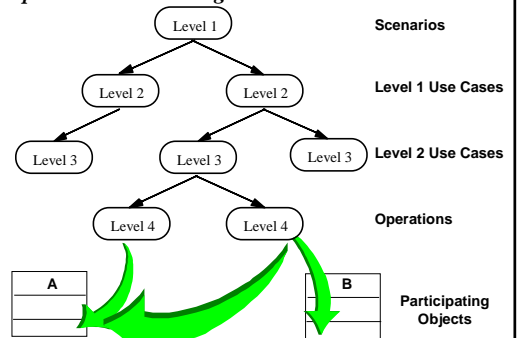 Level 1 Scenarios
Level 2 Level 2 Level 1 Use Cases
Level 3 Level 3 Level 3 Level 2 Use Cases
Level 4 Level 4 Operations
A B
Participating
Objects